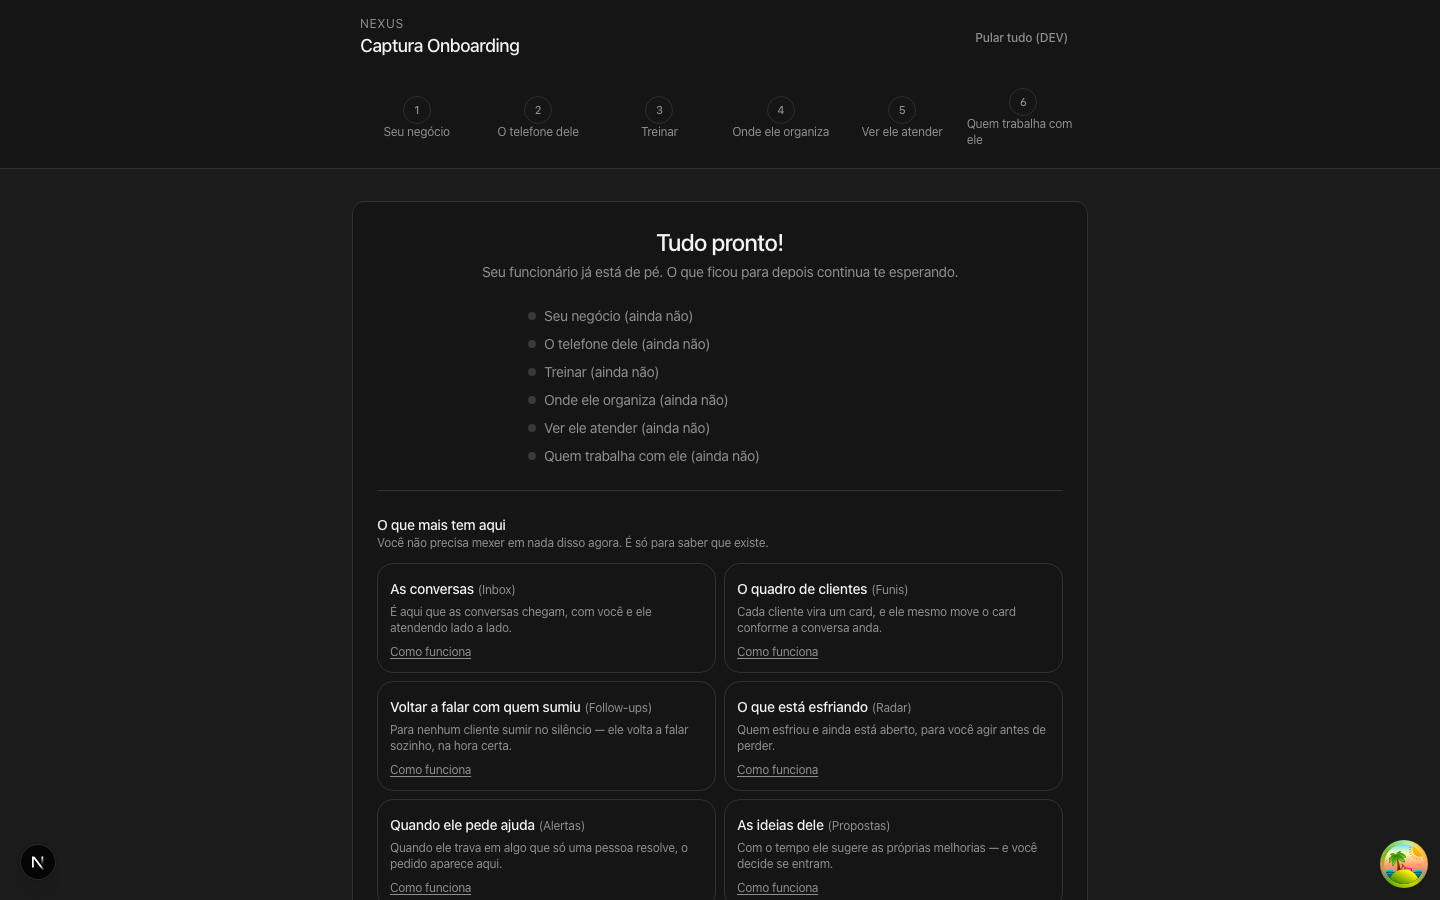 NEXUS
Captura Onboarding
Pular tudo (DEV)
1
Seu negócio
2
O telefone dele
3
Treinar
4
Onde ele organiza
5
Ver ele atender
6
Quem trabalha com
ele
Tudo pronto!
Seu funcionário já está de pé. O que ficou para depois continua te esperando.
Seu negócio (ainda não)
O telefone dele (ainda não)
Treinar (ainda não)
Onde ele organiza (ainda não)
Ver ele atender (ainda não)
Quem trabalha com ele (ainda não)
O que mais tem aqui
Você não precisa mexer em nada disso agora. É só para saber que existe.
As conversas (Inbox)
É aqui que as conversas chegam, com você e ele
atendendo lado a lado.
Como funciona
O quadro de clientes (Funis)
Cada cliente vira um card, e ele mesmo move o card
conforme a conversa anda.
Como funciona
Voltar a falar com quem sumiu (Follow-ups)
Para nenhum cliente sumir no silêncio — ele volta a falar
sozinho, na hora certa.
Como funciona
O que está esfriando (Radar)
Quem esfriou e ainda está aberto, para você agir antes de
perder.
Como funciona
Quando ele pede ajuda (Alertas)
Quando ele trava em algo que só uma pessoa resolve, o
pedido aparece aqui.
Como funciona
As ideias dele (Propostas)
Com o tempo ele sugere as próprias melhorias — e você
decide se entram.
Como funciona
N